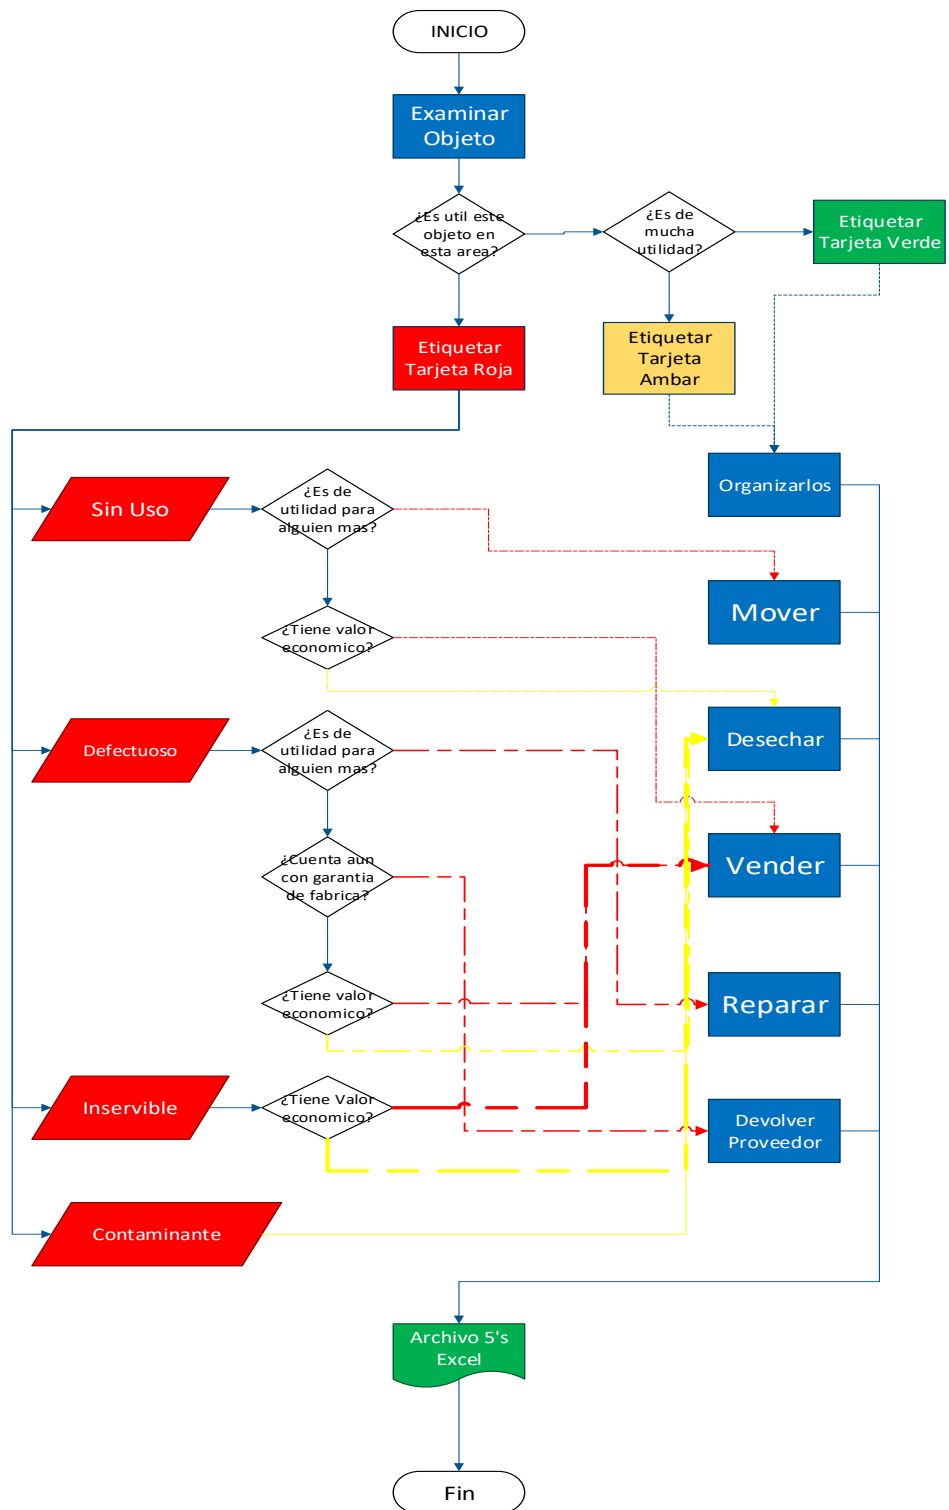 INICIO
Examinar
Objeto
¿Es util este
objeto en
esta area?
¿Es de
mucha
utilidad?
Etiquetar
Tarjeta Verde
Etiquetar
Tarjeta Roja
Etiquetar
Tarjeta
Ambar
Organizarlos
Sin Uso
¿Es de
utilidad para
alguien mas?
Mover
¿Tiene valor
economico?
Desechar
Defectuoso
¿Es de
utilidad para
alguien mas?
Vender
¿Cuenta aun
con garantia
de fabrica?
¿Tiene valor
economico?
Reparar
Inservible
¿Tiene Valor
economico?
Devolver
Proveedor
Contaminante
Archivo 5's
Excel
Fin